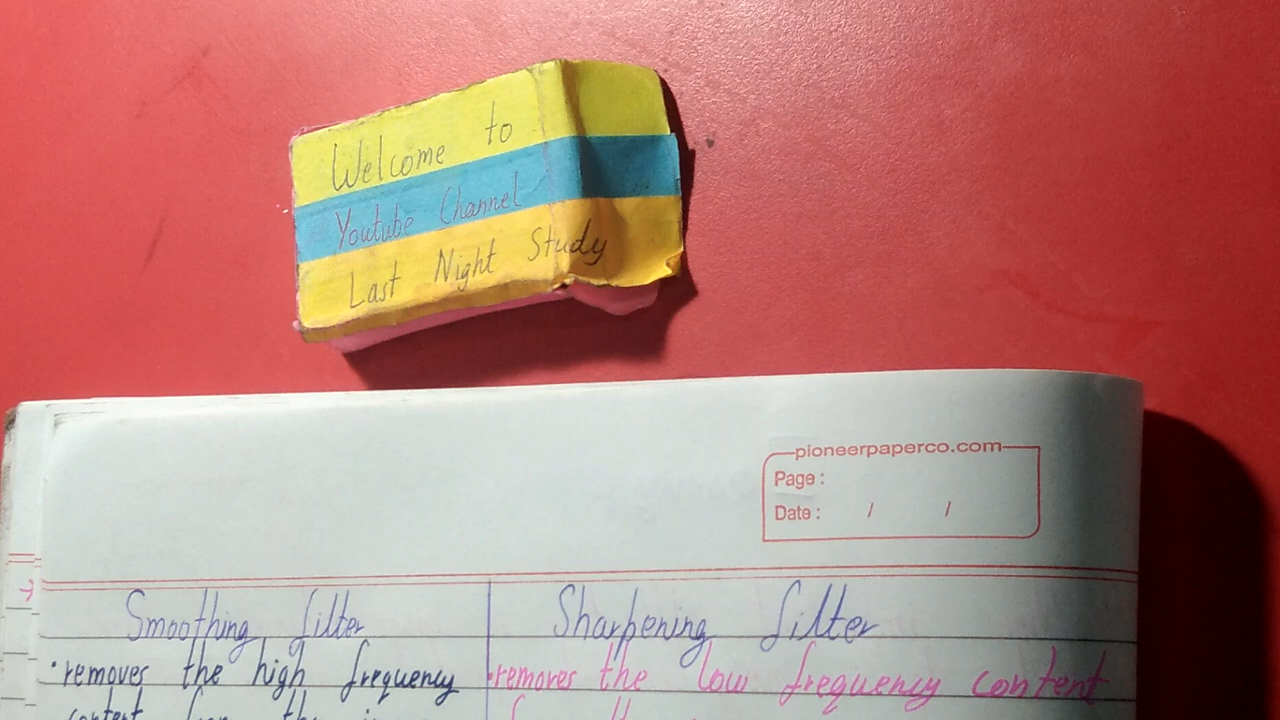 Welcome to
Youtube Channel
Last Night Study
pioneerpaperco.com
Page :
Date : / /
Smoothing filter
Sharpening filter
• removes the high frequency
• removes the low frequency content